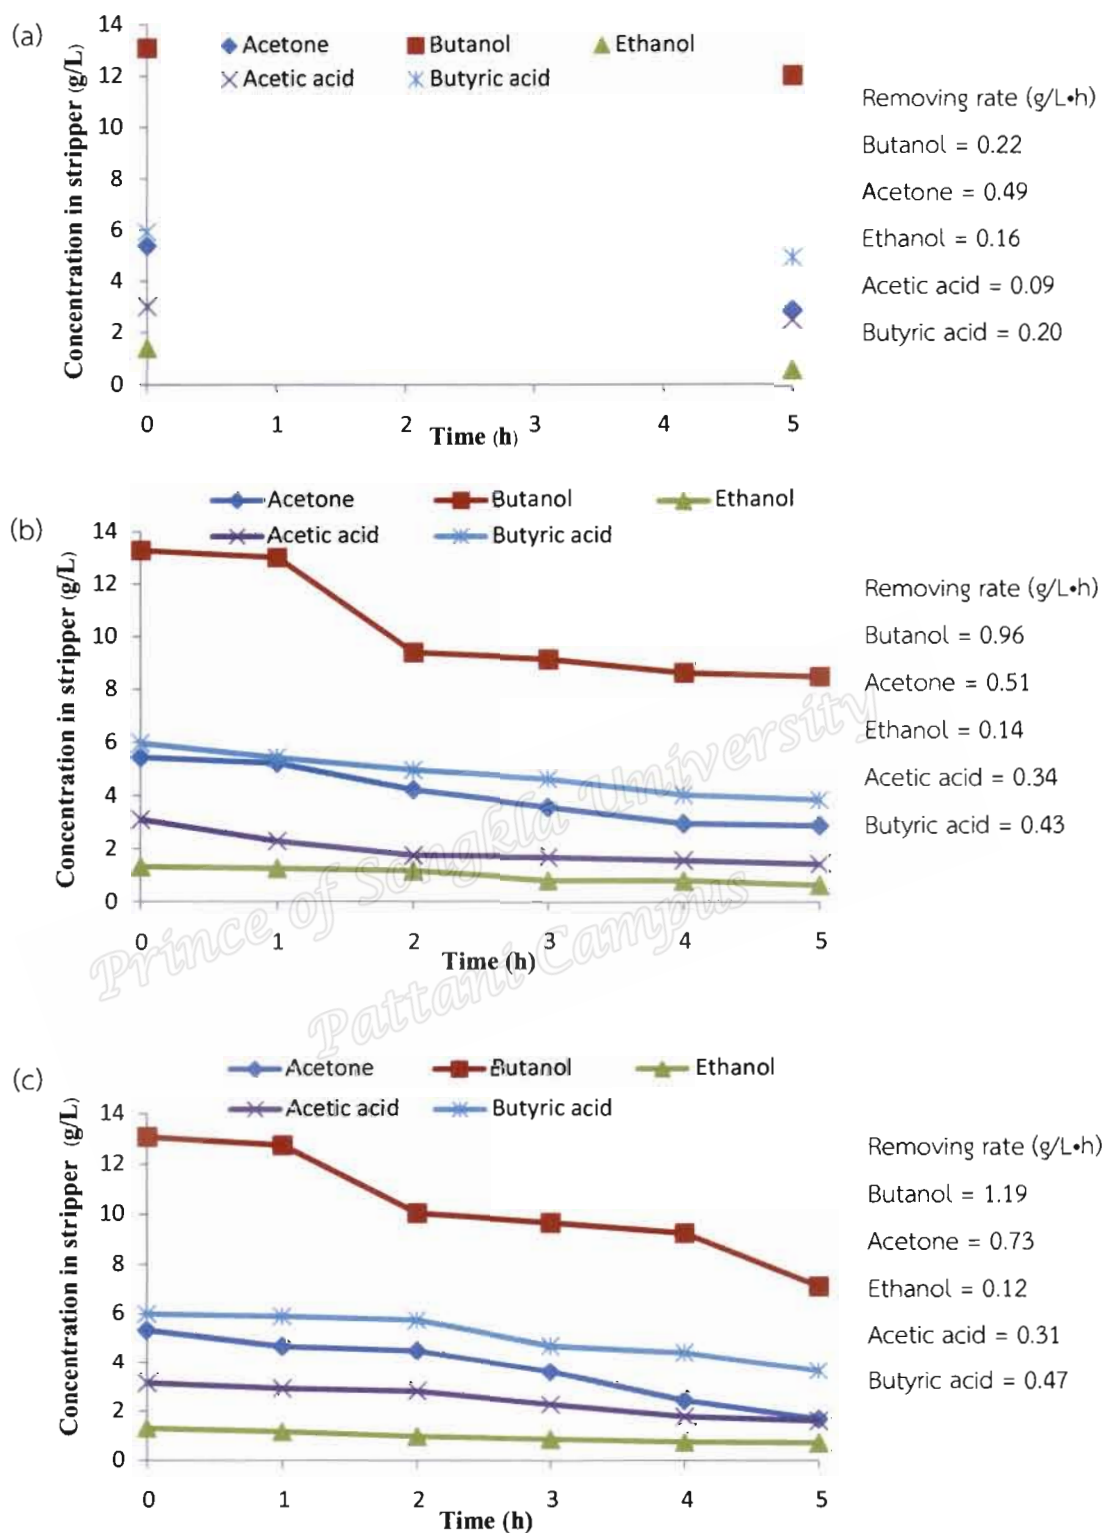 (a)
14
12
10
8
6
4
2
0
Concentration in stripper (g/L)
Acetone Butanol Ethanol
Acetic acid Butyric acid
0 1 2 3 4 5
Time (h)
Removing rate (g/L•h)
Butanol = 0.22
Acetone = 0.49
Ethanol = 0.16
Acetic acid = 0.09
Butyric acid = 0.20
(b)
Acetone Butanol Ethanol
Acetic acid Butyric acid
14
12
10
8
6
4
2
0
Concentration in stripper (g/L)
0 1 2 3 4 5
Time (h)
Removing rate (g/L•h)
Butanol = 0.96
Acetone = 0.51
Ethanol = 0.14
Acetic acid = 0.34
Butyric acid = 0.43
Prince of Songkla University
Pattani Campus
(c)
Acetone Butanol Ethanol
Acetic acid Butyric acid
14
12
10
8
6
4
2
0
Concentration in stripper (g/L)
0 1 2 3 4 5
Time (h)
Removing rate (g/L•h)
Butanol = 1.19
Acetone = 0.73
Ethanol = 0.12
Acetic acid = 0.31
Butyric acid = 0.47